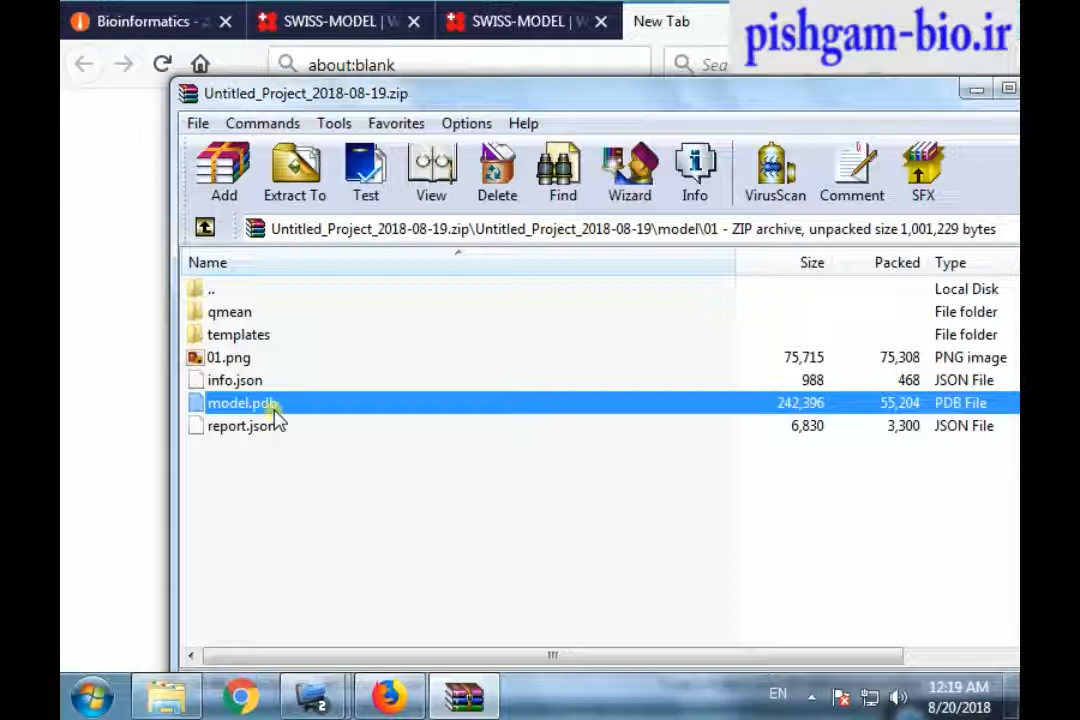 Bioinformatics -
SWISS-MODEL | W
SWISS-MODEL | W
New Tab
pishgam-bio.ir
about:blank
Sea
Untitled_Project_2018-08-19.zip
File Commands Tools Favorites Options Help
Add Extract To Test View Delete Find Wizard Info VirusScan Comment SFX
Untitled_Project_2018-08-19.zip\Untitled_Project_2018-08-19\model\01 - ZIP archive, unpacked size 1,001,229 bytes
Name Size Packed Type
.. Local Disk
qmean File folder
templates File folder
01.png 75,715 75,308 PNG image
info.json 988 468 JSON File
model.pdb 242,396 55,204 PDB File
report.json 6,830 3,300 JSON File
2
EN
12:19 AM
8/20/2018